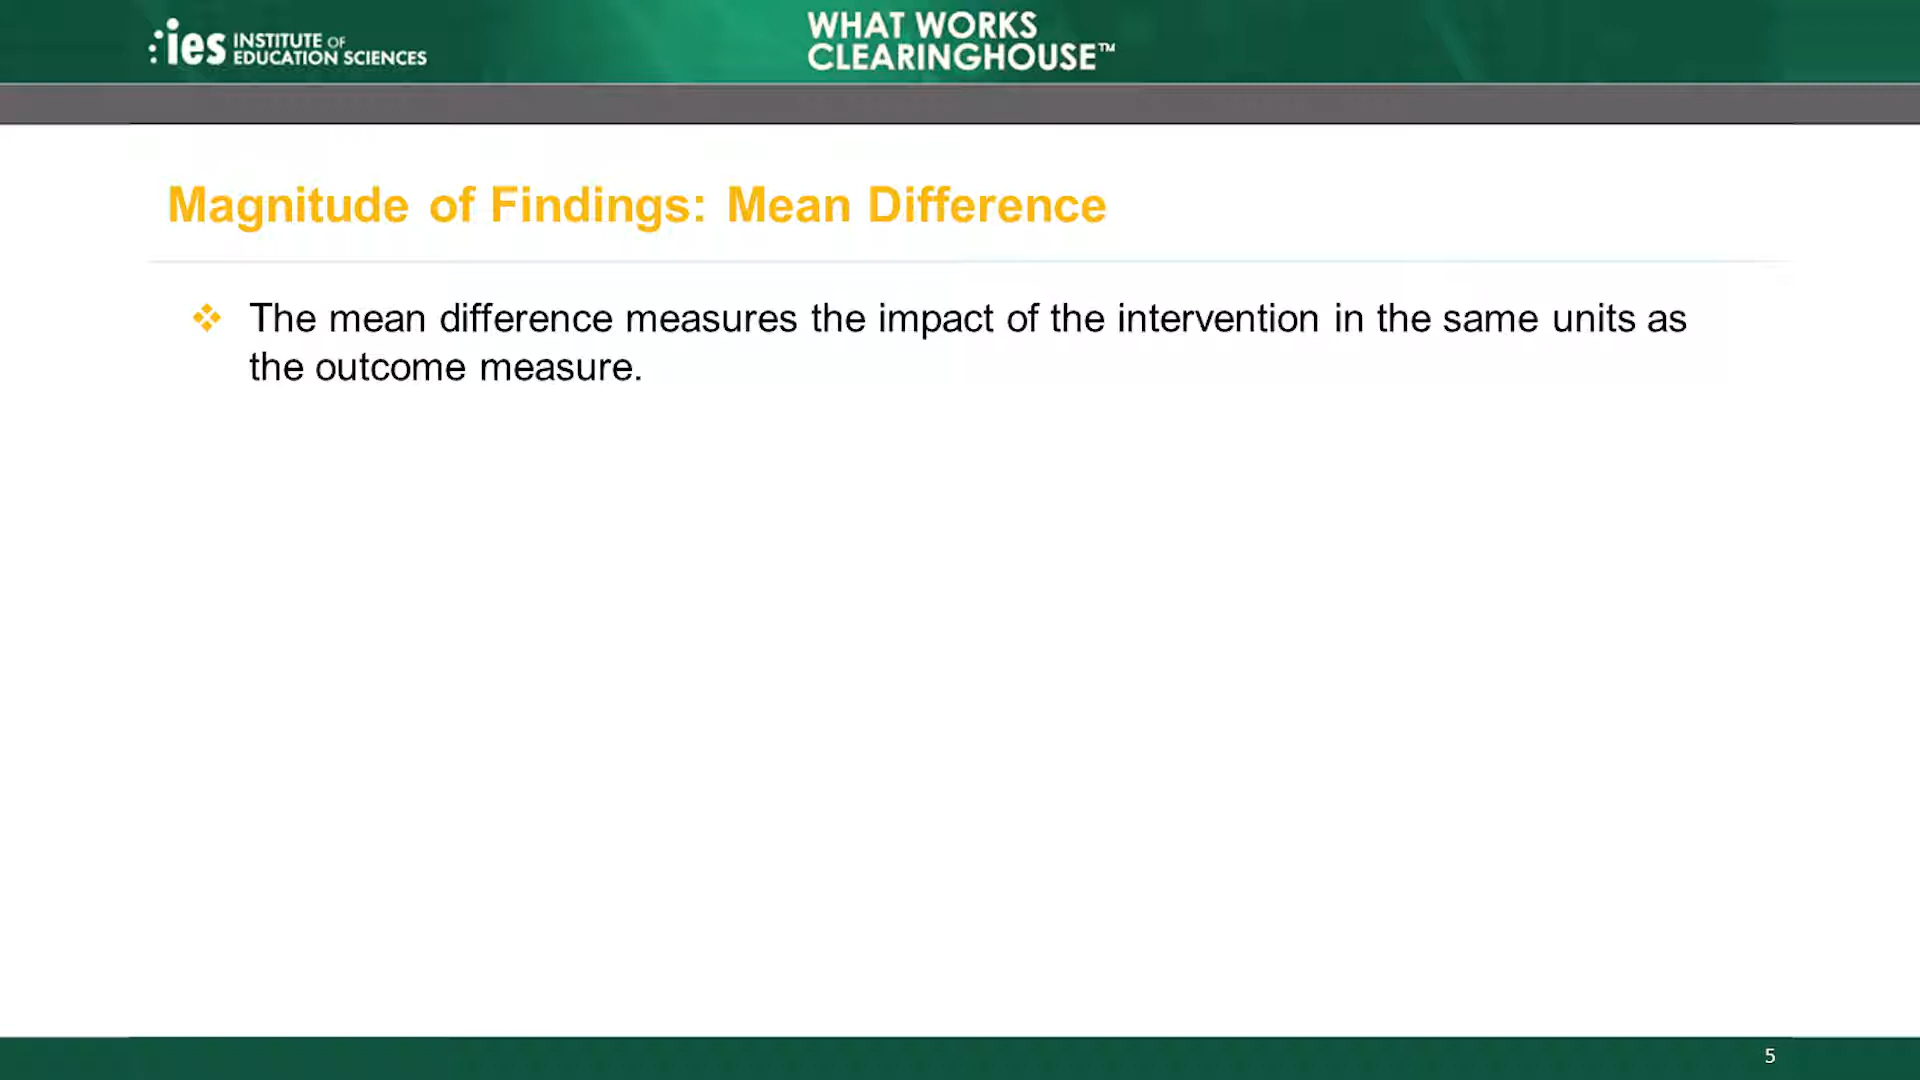 ies INSTITUTE OF
EDUCATION SCIENCES
WHAT WORKS
CLEARINGHOUSE™
Magnitude of Findings: Mean Difference
The mean difference measures the impact of the intervention in the same units as
the outcome measure.
5